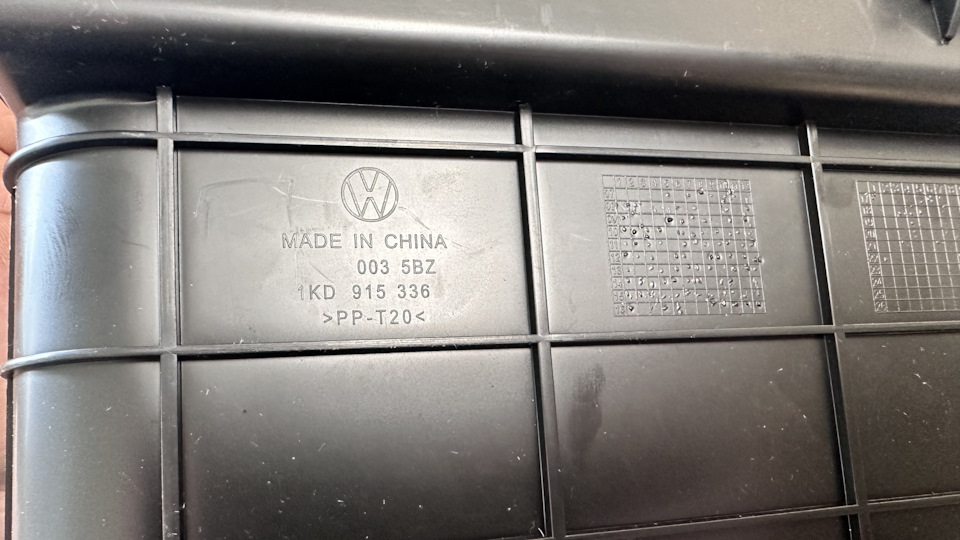 MADE IN CHINA
003 5BZ
1KD 915 336
>PP-T20<